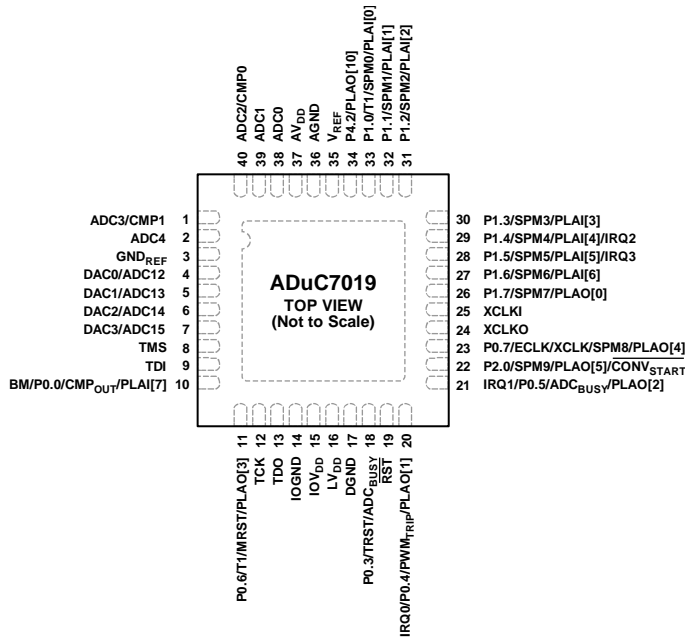 40 ADC2/CMP0
39 ADC1
38 ADC0
37 AVDD
36 AGND
35 VREF
34 P4.2/PLAO[10]
33 P1.0/T1/SPM0/PLAI[0]
32 P1.1/SPM1/PLAI[1]
31 P1.2/SPM2/PLAI[2]
ADC3/CMP1 1
ADC4 2
GNDREF 3
DAC0/ADC12 4
DAC1/ADC13 5
DAC2/ADC14 6
DAC3/ADC15 7
TMS 8
TDI 9
BM/P0.0/CMPOUT/PLAI[7] 10
ADuC7019
TOP VIEW
(Not to Scale)
30 P1.3/SPM3/PLAI[3]
29 P1.4/SPM4/PLAI[4]/IRQ2
28 P1.5/SPM5/PLAI[5]/IRQ3
27 P1.6/SPM6/PLAI[6]
26 P1.7/SPM7/PLAO[0]
25 XCLKI
24 XCLKO
23 P0.7/ECLK/XCLK/SPM8/PLAO[4]
22 P2.0/SPM9/PLAO[5]/CONVSTART
21 IRQ1/P0.5/ADCBUSY/PLAO[2]
P0.6/T1/MRST/PLAO[3] 11
TCK 12
TDO 13
IOGND 14
IOVDD 15
LVDD 16
DGND 17
P0.3/TRST/ADCBUSY 18
RST 19
IRQ0/P0.4/PWMTRIP/PLAO[1] 20